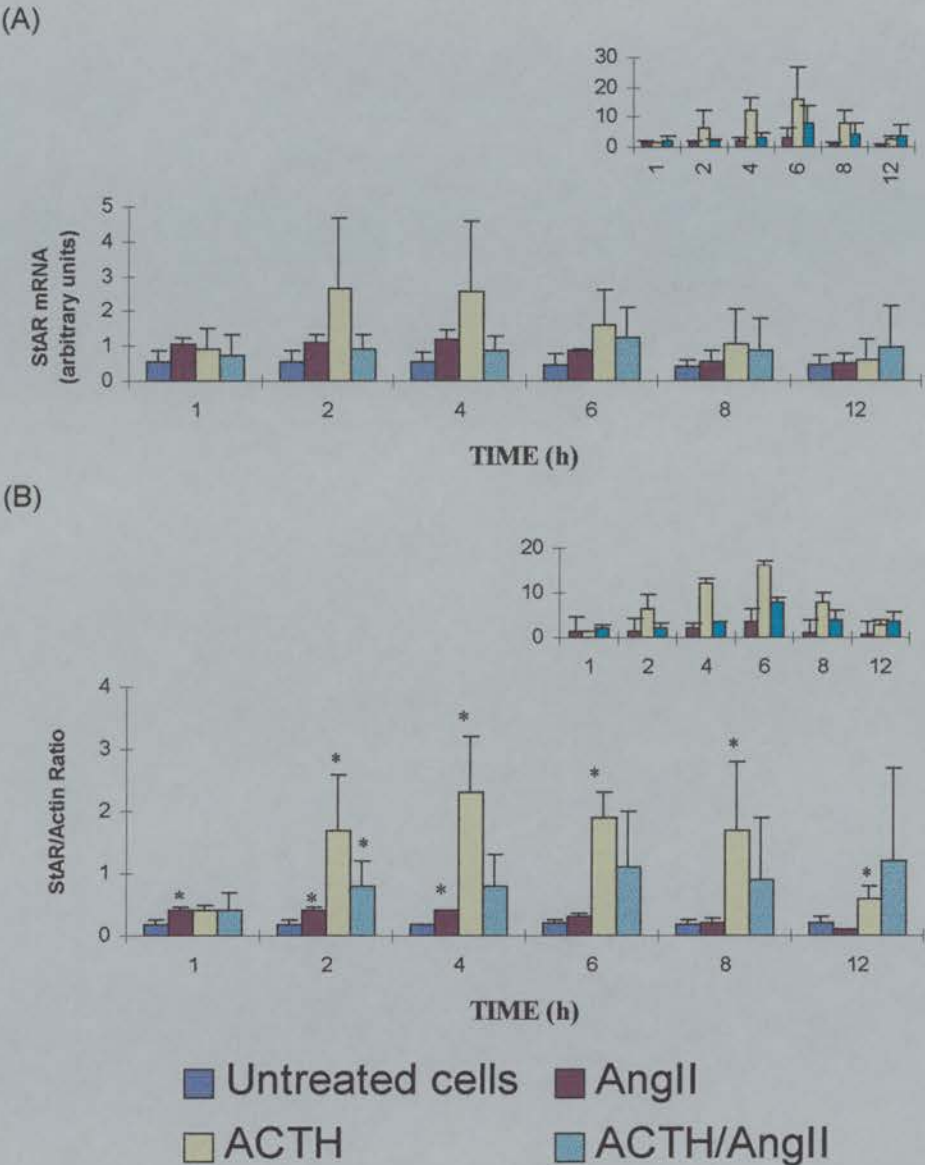 (A)
30
20
10
0
1 2 4 6 8 12
StAR mRNA
(arbitrary units)
5
4
3
2
1
0
1 2 4 6 8 12
TIME (h)
(B)
20
10
0
1 2 4 6 8 12
StAR/Actin Ratio
4
3
2
1
0
* * * * * * * * *
1 2 4 6 8 12
TIME (h)
Untreated cells AngII
ACTH ACTH/AngII